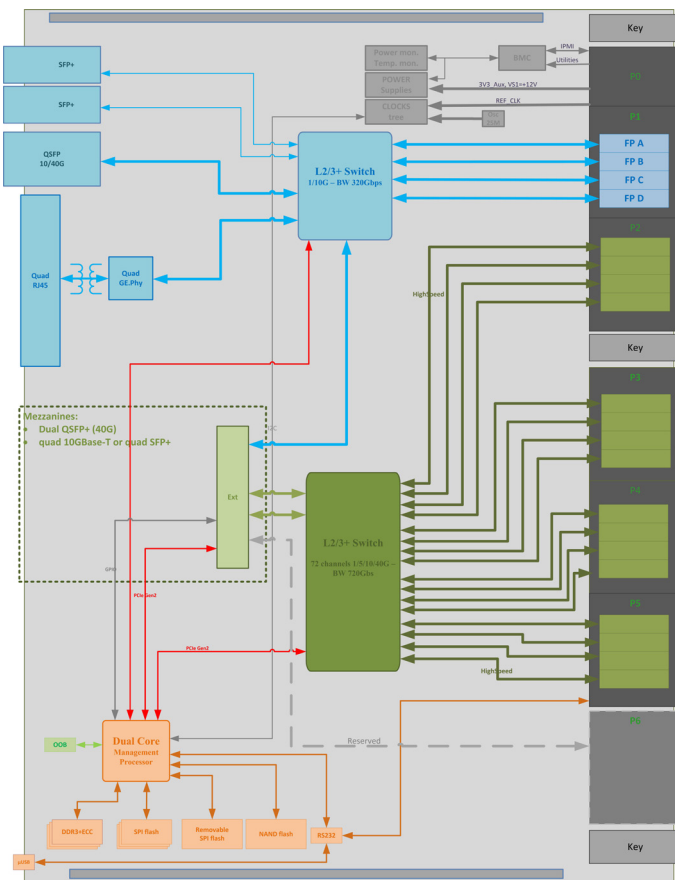 Key
SFP+
Power mon.
Temp. mon.
BMC
IPMI
Utilities
P0
SFP+
POWER
Supplies
3V3_Aux, VS1=+12V
CLOCKS
tree
REF_CLK
P1
QSFP
10/40G
L2/3+ Switch
1/10G – BW 320Gbps
FP A
FP B
FP C
FP D
P2
Quad
RJ45
Quad
GE.Phy
HighSpeed
Key
P3
Mezzanines:
• Dual QSFP+ (40G)
• quad 10GBase-T or quad SFP+
Ext
P4
L2/3+ Switch
72 channels 1/5/10/40G –
BW 720Gbs
GPIO
PCIe Gen2
P5
PCIe Gen2
HighSpeed
P6
Reserved
OOB
Dual Core
Management
Processor
DDR3+ECC
SPI flash
Removable
SPI flash
NAND flash
RS232
Key
µUSB